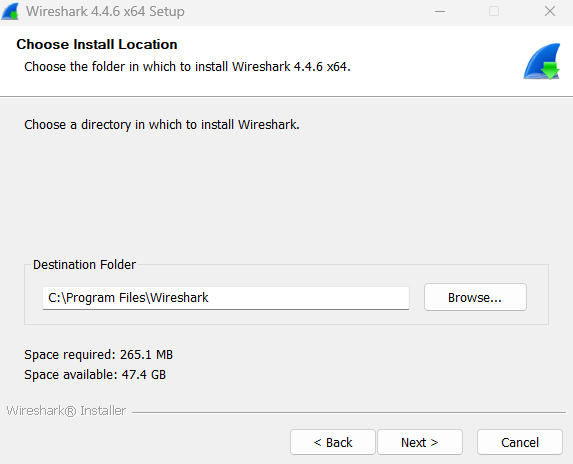 Wireshark 4.4.6 x64 Setup
Choose Install Location
Choose the folder in which to install Wireshark 4.4.6 x64.
Choose a directory in which to install Wireshark.
Destination Folder
C:\Program Files\Wireshark
Browse...
Space required: 265.1 MB
Space available: 47.4 GB
Wireshark® Installer
< Back
Next >
Cancel